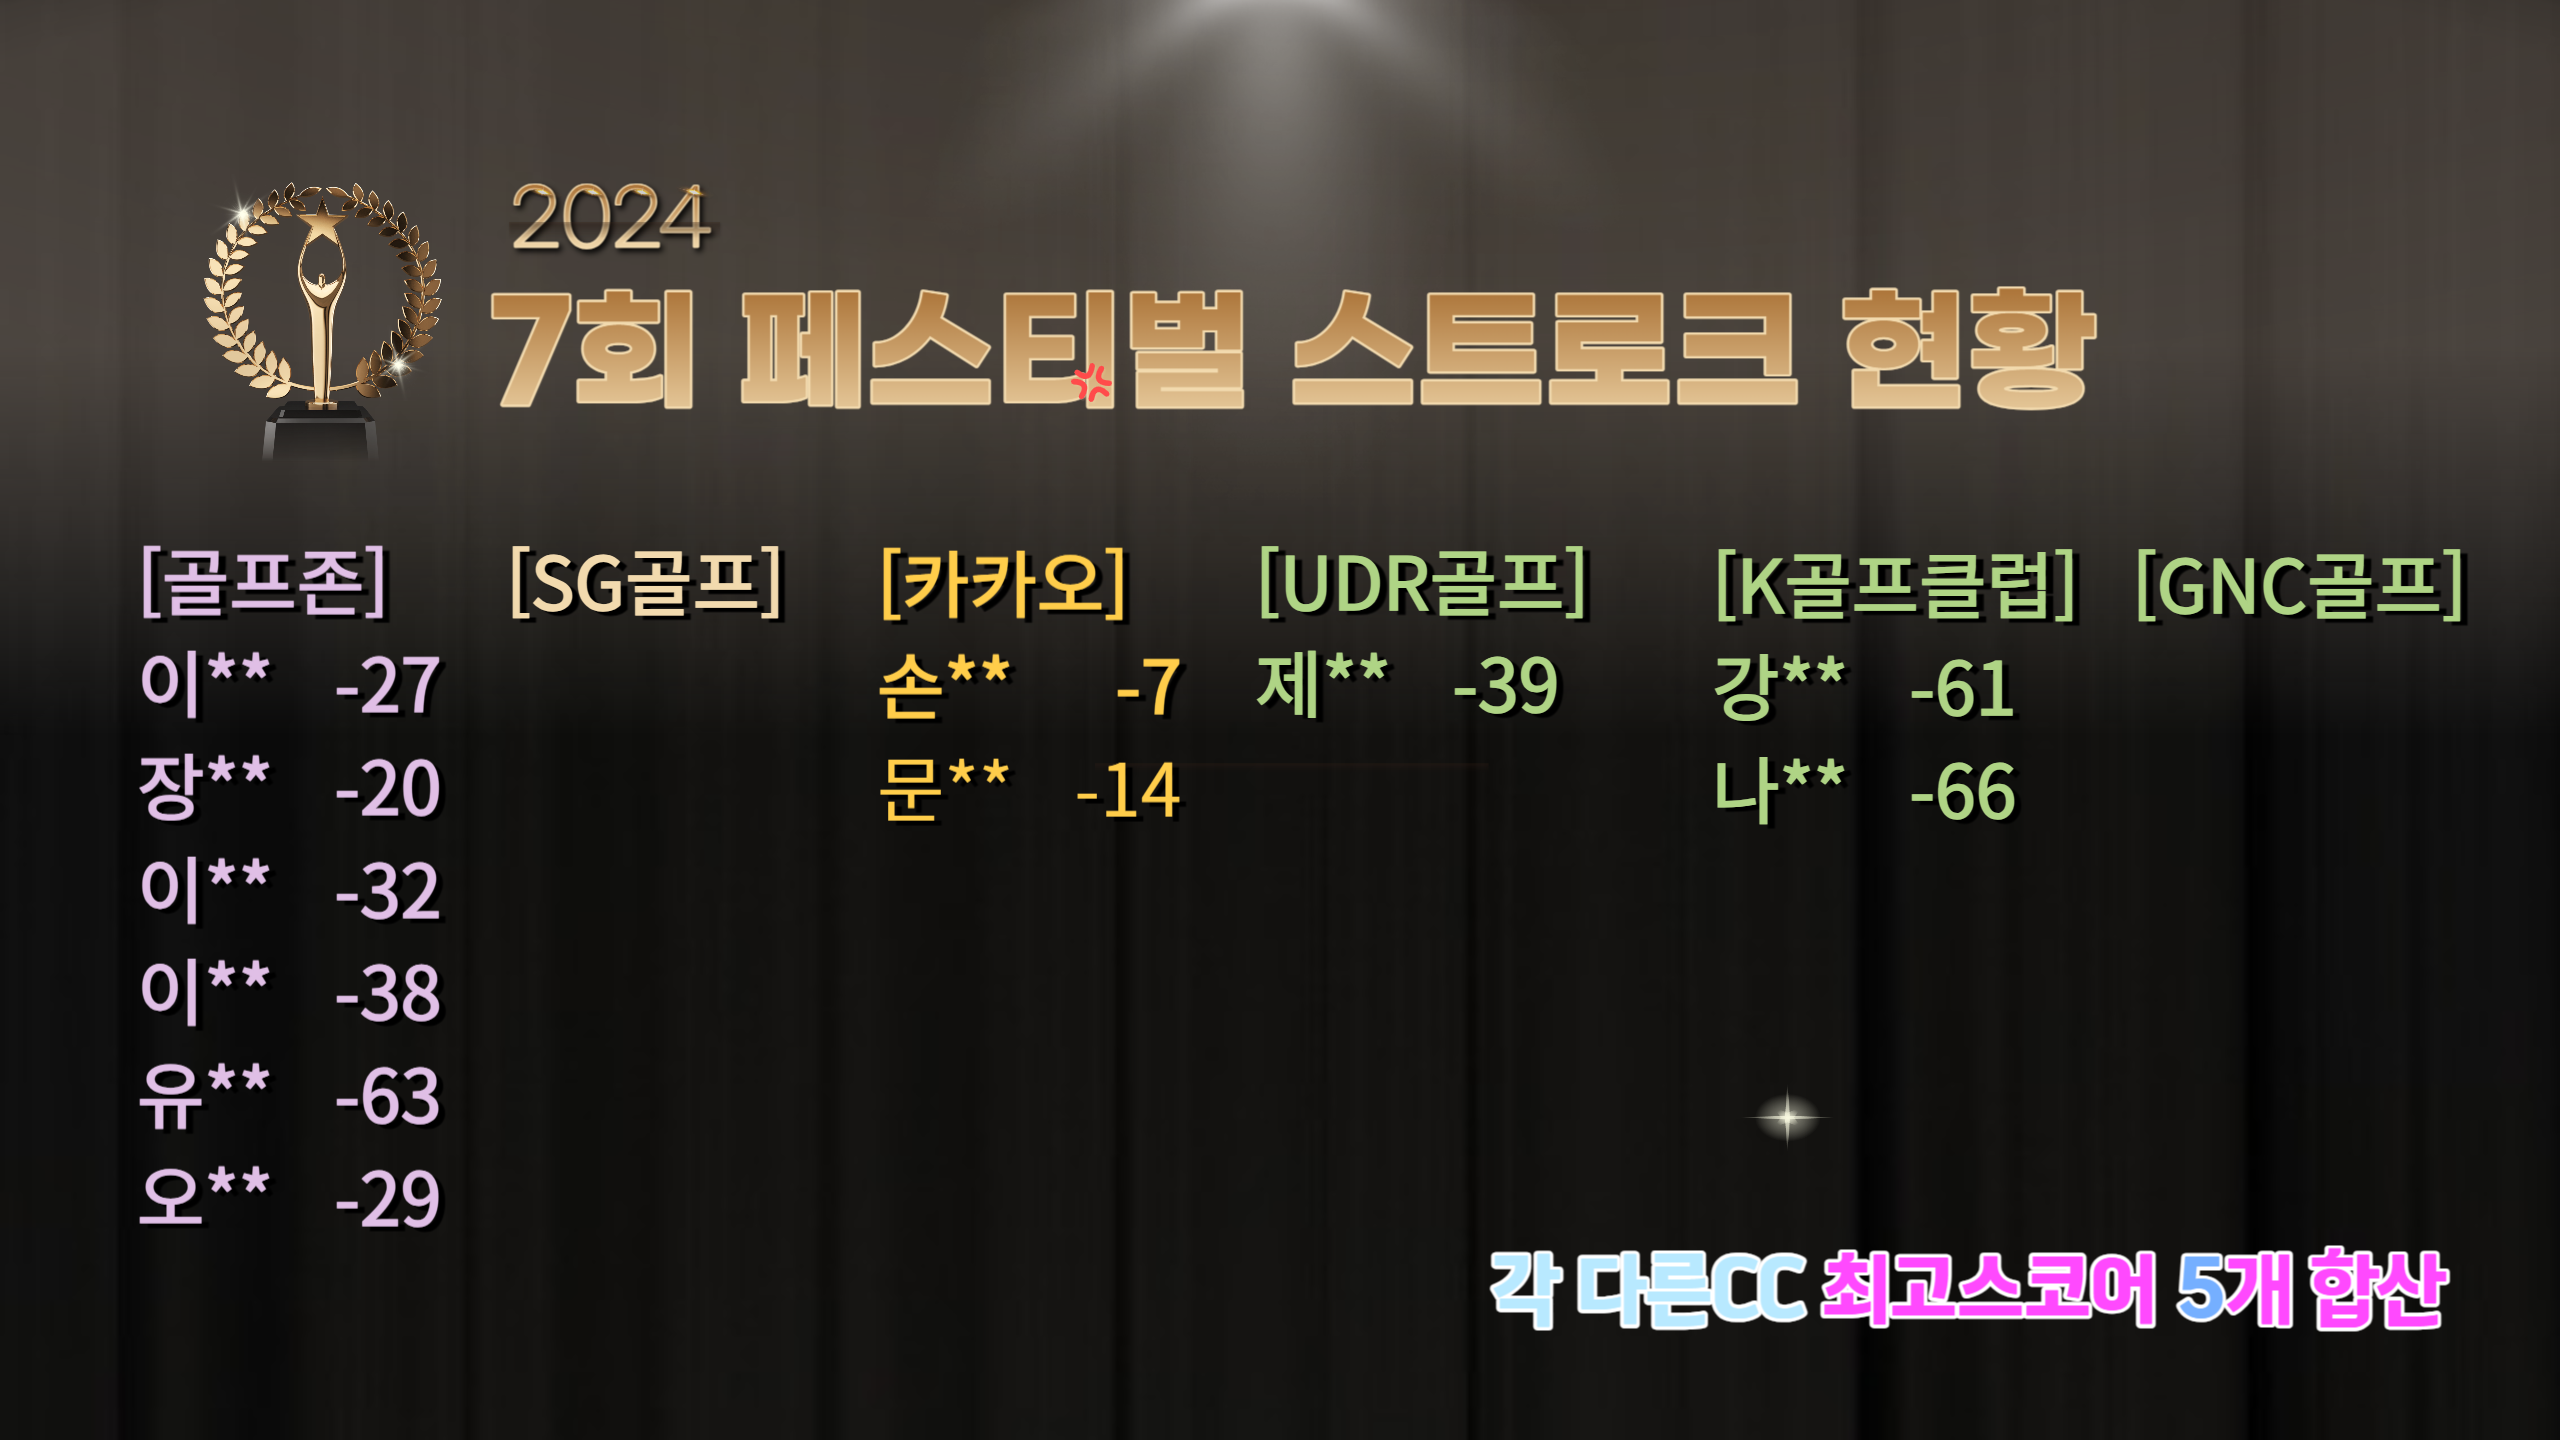 2024
7회 페스티벌 스트로크 현황
[골프존]
이** -27
장** -20
이** -32
이** -38
유** -63
오** -29
[SG골프]
[카카오]
손** -7
문** -14
[UDR골프]
제** -39
[K골프클럽]
강** -61
나** -66
[GNC골프]
각 다른CC 최고스코어 5개 합산